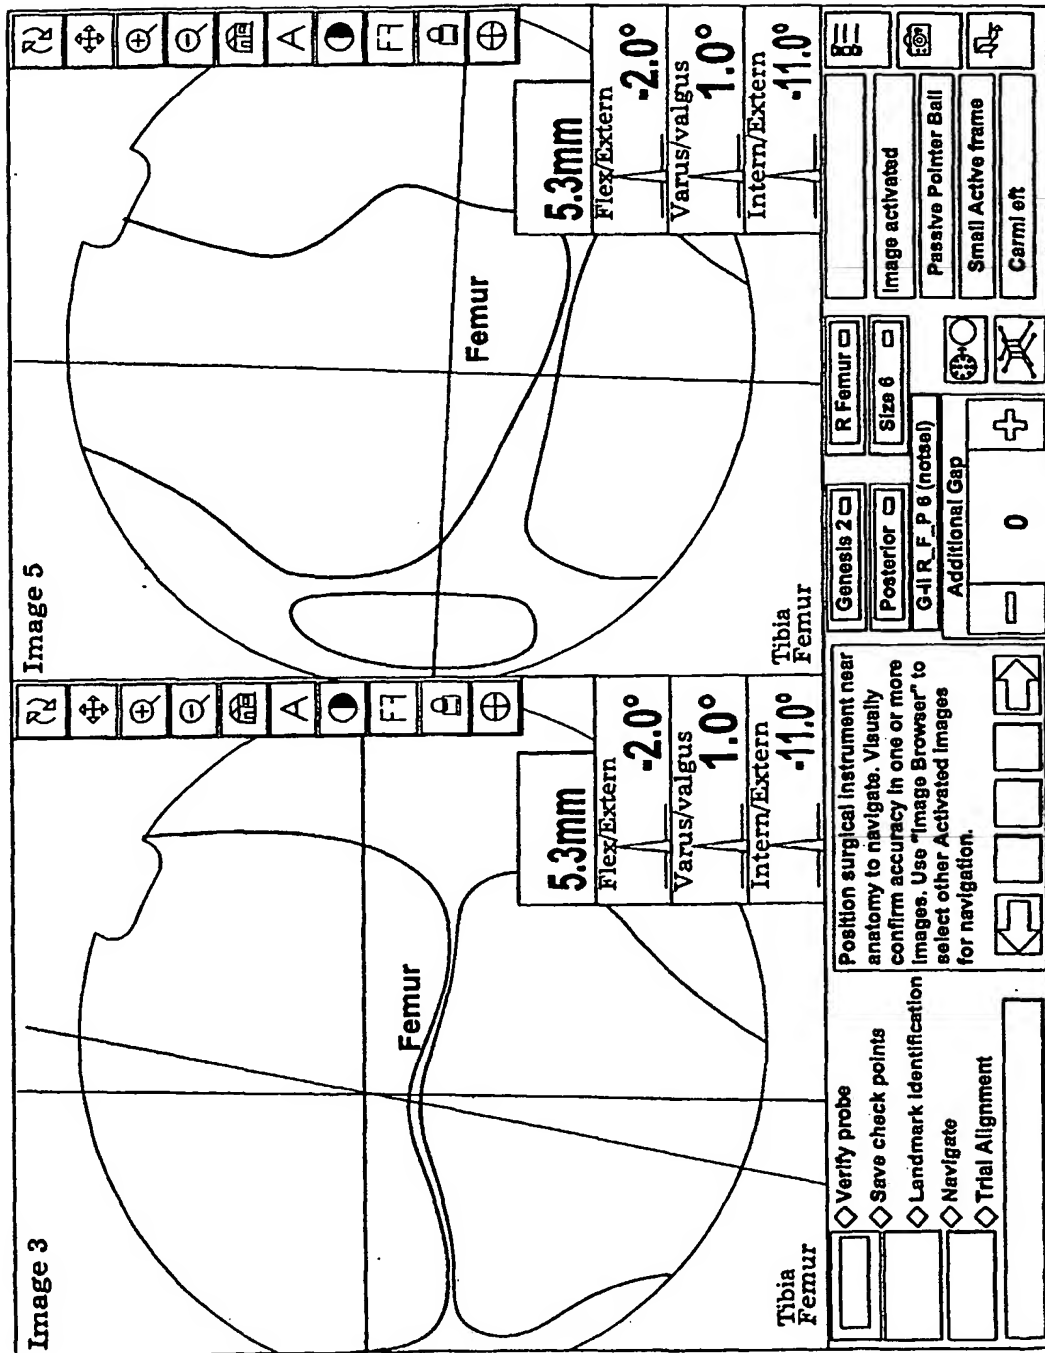 Image 3
Femur
Tibia
Femur
5.3mm
Flex/Extern
-2.0°
Varus/valgus
1.0°
Intern/Extern
-11.0°
Image 5
Femur
Tibia
Femur
5.3mm
Flex/Extern
-2.0°
Varus/valgus
1.0°
Intern/Extern
-11.0°
Verify probe
Save check points
Landmark identification
Navigate
Trial Alignment
Position surgical instrument near
anatomy to navigate. Visually
confirm accuracy in one or more
images. Use "Image Browser" to
select other Activated images
for navigation.
Genesis 2
R Femur
Posterior
Size 6
G-II R_F_P 6 (notsel)
Additional Gap
0
Image activated
Passive Pointer Ball
Small Active frame
Carml eft